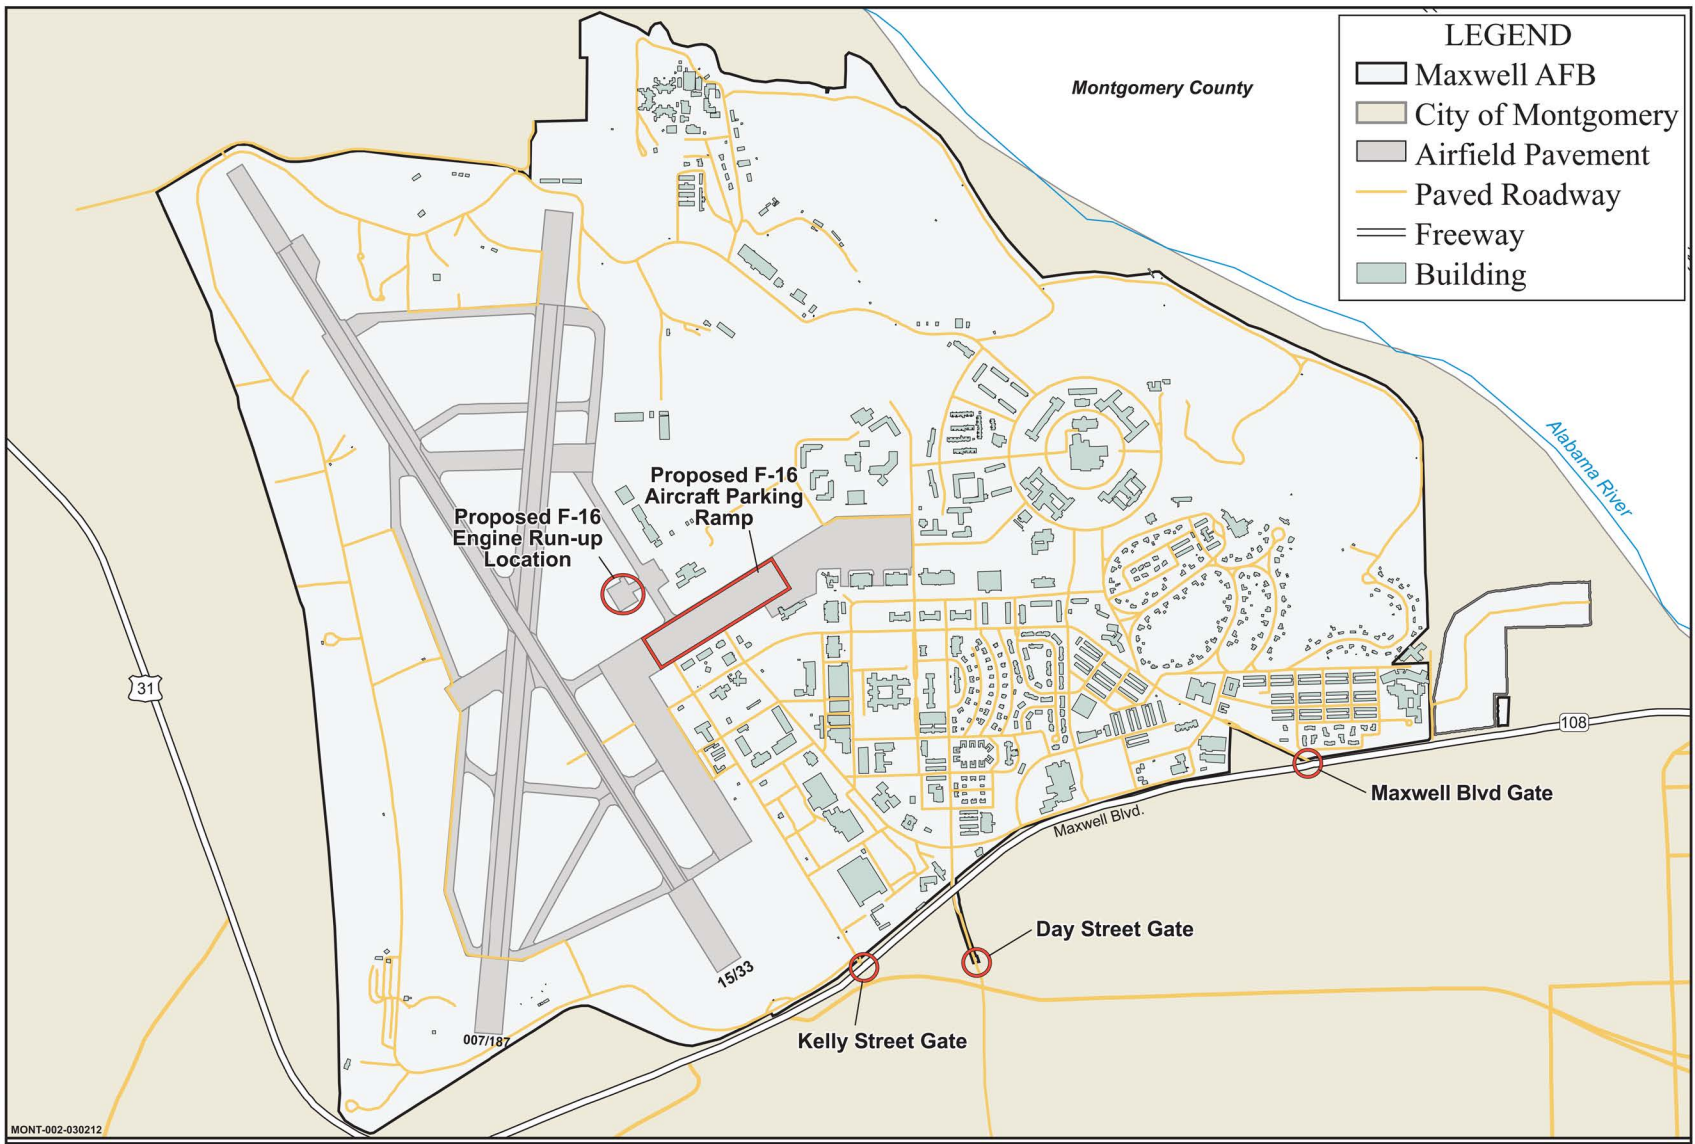 LEGEND
Maxwell AFB
City of Montgomery
Airfield Pavement
Paved Roadway
Freeway
Building
Montgomery County
Alabama River
Proposed F-16
Aircraft Parking
Ramp
Proposed F-16
Engine Run-up
Location
31
108
Maxwell Blvd Gate
Maxwell Blvd.
Day Street Gate
15/33
Kelly Street Gate
007/187
MONT-002-030212